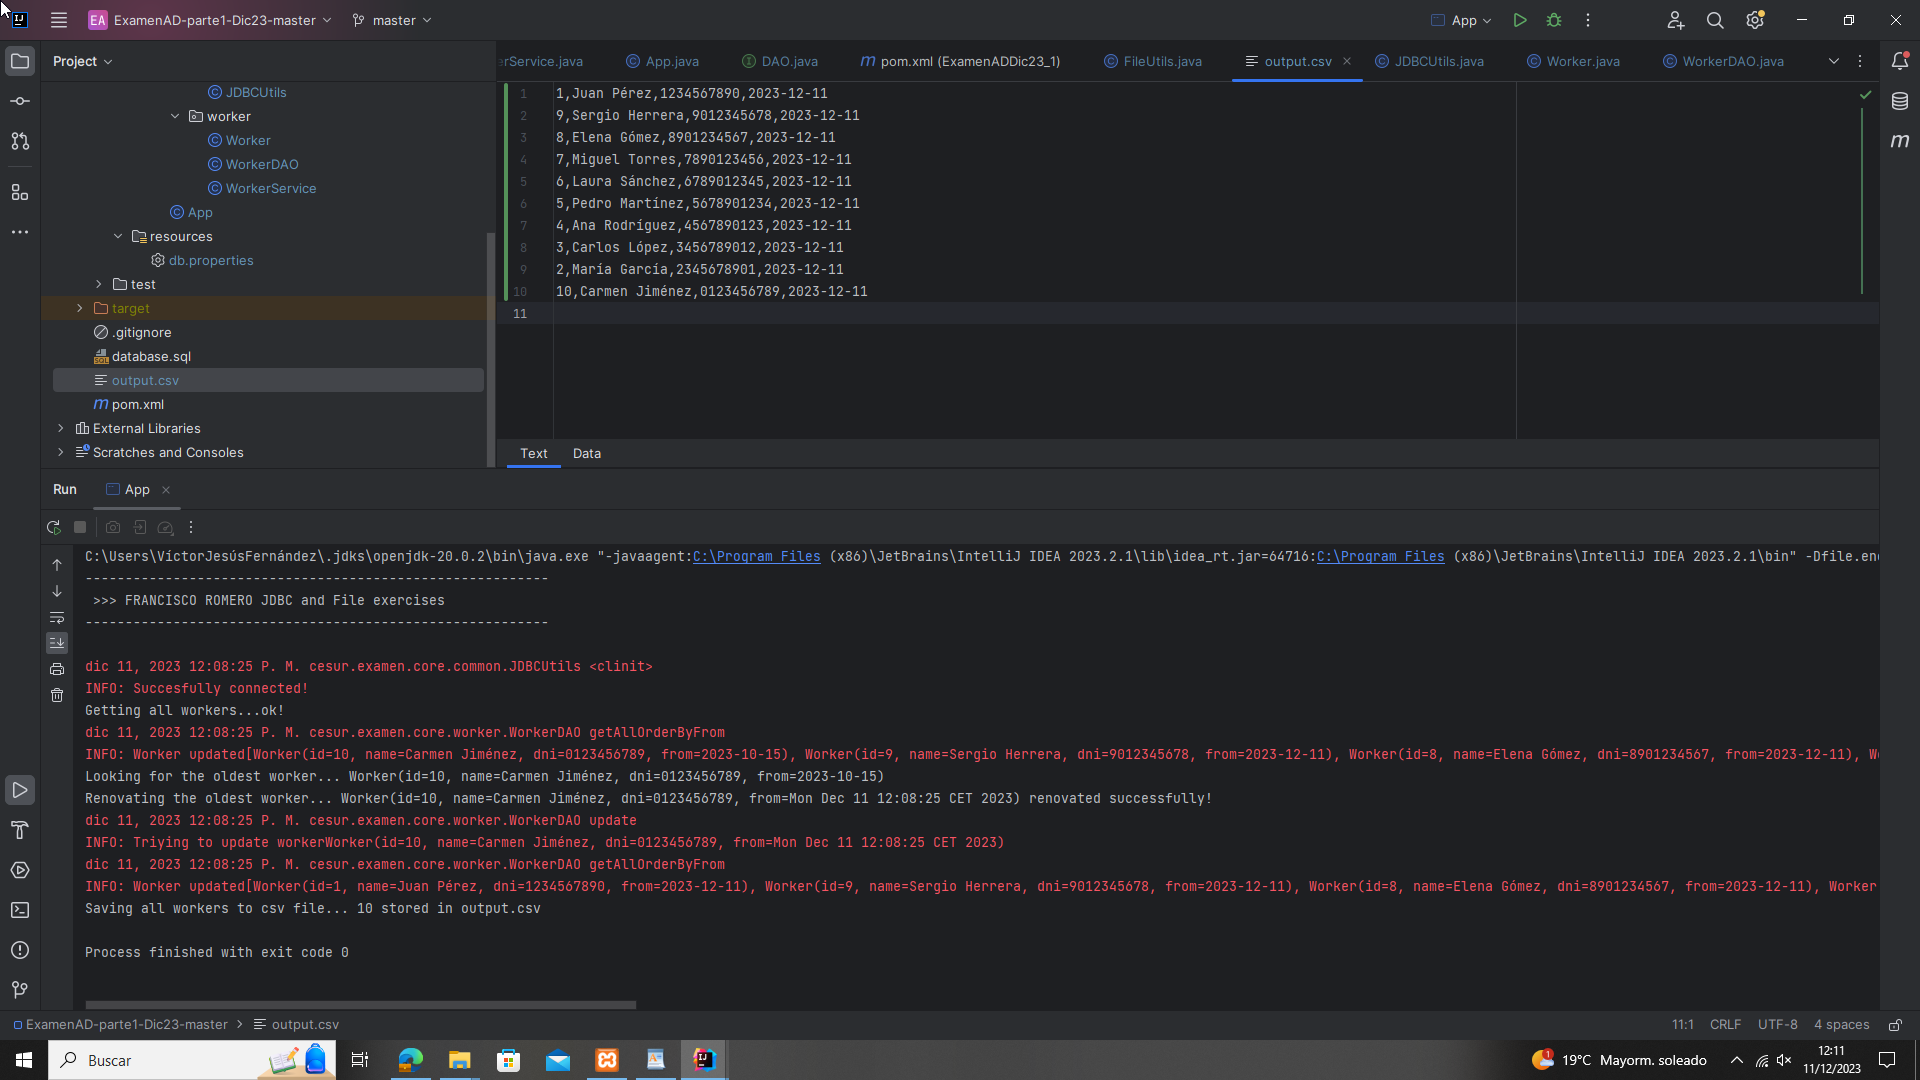 EA ExamenAD-parte1-Dic23-master master App
Project
rService.java App.java DAO.java pom.xml (ExamenADDic23_1) FileUtils.java output.csv JDBCUtils.java Worker.java WorkerDAO.java
JDBCUtils
worker
Worker
WorkerDAO
WorkerService
App
resources
db.properties
test
target
.gitignore
database.sql
output.csv
pom.xml
External Libraries
Scratches and Consoles
1 1,Juan Pérez,1234567890,2023-12-11
2 9,Sergio Herrera,9012345678,2023-12-11
3 8,Elena Gómez,8901234567,2023-12-11
4 7,Miguel Torres,7890123456,2023-12-11
5 6,Laura Sánchez,6789012345,2023-12-11
6 5,Pedro Martínez,5678901234,2023-12-11
7 4,Ana Rodríguez,4567890123,2023-12-11
8 3,Carlos López,3456789012,2023-12-11
9 2,María García,2345678901,2023-12-11
10 10,Carmen Jiménez,0123456789,2023-12-11
11
Text Data
Run App
C:\Users\VíctorJesúsFernández\.jdks\openjdk-20.0.2\bin\java.exe "-javaagent:C:\Program Files (x86)\JetBrains\IntelliJ IDEA 2023.2.1\lib\idea_rt.jar=64716:C:\Program Files (x86)\JetBrains\IntelliJ IDEA 2023.2.1\bin" -Dfile.en
----------------------------------------------------------
>>> FRANCISCO ROMERO JDBC and File exercises
----------------------------------------------------------
dic 11, 2023 12:08:25 P. M. cesur.examen.core.common.JDBCUtils <clinit>
INFO: Succesfully connected!
Getting all workers...ok!
dic 11, 2023 12:08:25 P. M. cesur.examen.core.worker.WorkerDAO getAllOrderByFrom
INFO: Worker updated[Worker(id=10, name=Carmen Jiménez, dni=0123456789, from=2023-10-15), Worker(id=9, name=Sergio Herrera, dni=9012345678, from=2023-12-11), Worker(id=8, name=Elena Gómez, dni=8901234567, from=2023-12-11), W
Looking for the oldest worker... Worker(id=10, name=Carmen Jiménez, dni=0123456789, from=2023-10-15)
Renovating the oldest worker... Worker(id=10, name=Carmen Jiménez, dni=0123456789, from=Mon Dec 11 12:08:25 CET 2023) renovated successfully!
dic 11, 2023 12:08:25 P. M. cesur.examen.core.worker.WorkerDAO update
INFO: Triying to update workerWorker(id=10, name=Carmen Jiménez, dni=0123456789, from=Mon Dec 11 12:08:25 CET 2023)
dic 11, 2023 12:08:25 P. M. cesur.examen.core.worker.WorkerDAO getAllOrderByFrom
INFO: Worker updated[Worker(id=1, name=Juan Pérez, dni=1234567890, from=2023-12-11), Worker(id=9, name=Sergio Herrera, dni=9012345678, from=2023-12-11), Worker(id=8, name=Elena Gómez, dni=8901234567, from=2023-12-11), Worker
Saving all workers to csv file... 10 stored in output.csv
Process finished with exit code 0
ExamenAD-parte1-Dic23-master > output.csv 11:1 CRLF UTF-8 4 spaces
Buscar 19°C Mayorm. soleado 12:11
11/12/2023